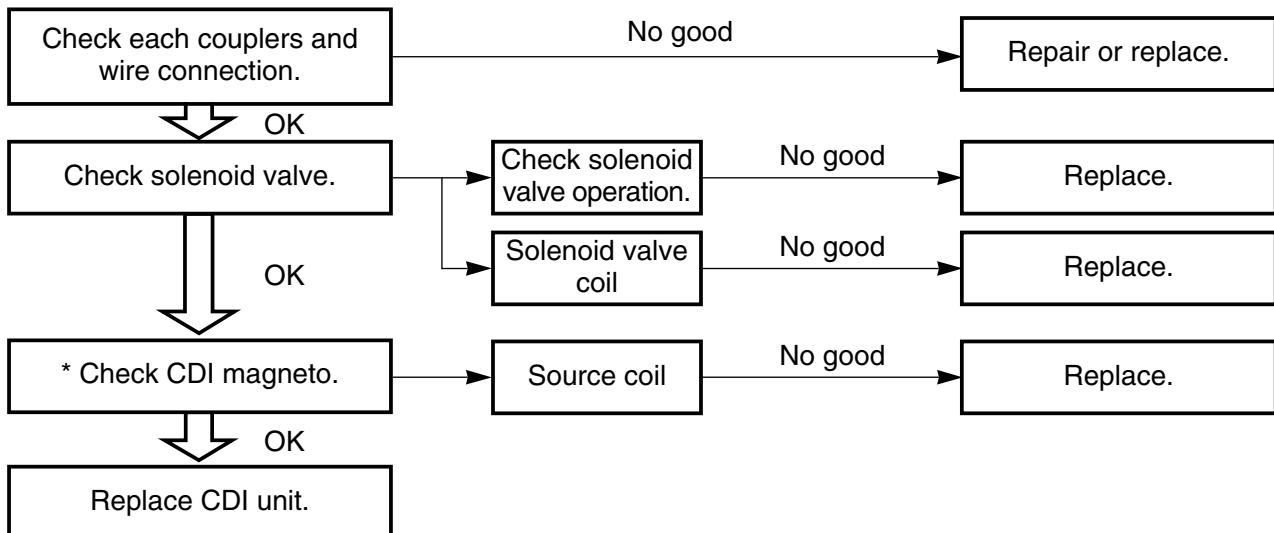 Check each couplers and
wire connection.
No good
Repair or replace.
OK
Check solenoid valve.
Check solenoid
valve operation.
No good
Replace.
Solenoid valve
coil
No good
Replace.
OK
* Check CDI magneto.
Source coil
No good
Replace.
OK
Replace CDI unit.